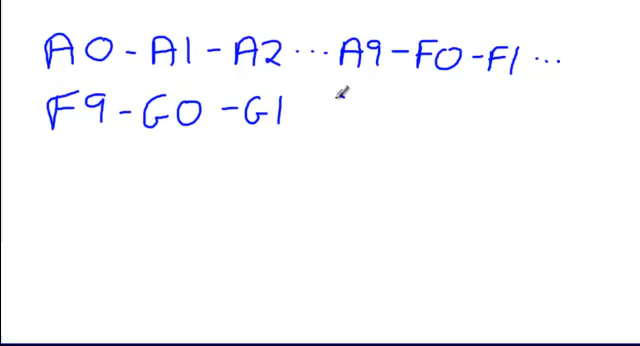 A0 - A1 - A2 ... A9 - F0 - F1 ...
F9 - G0 - G1